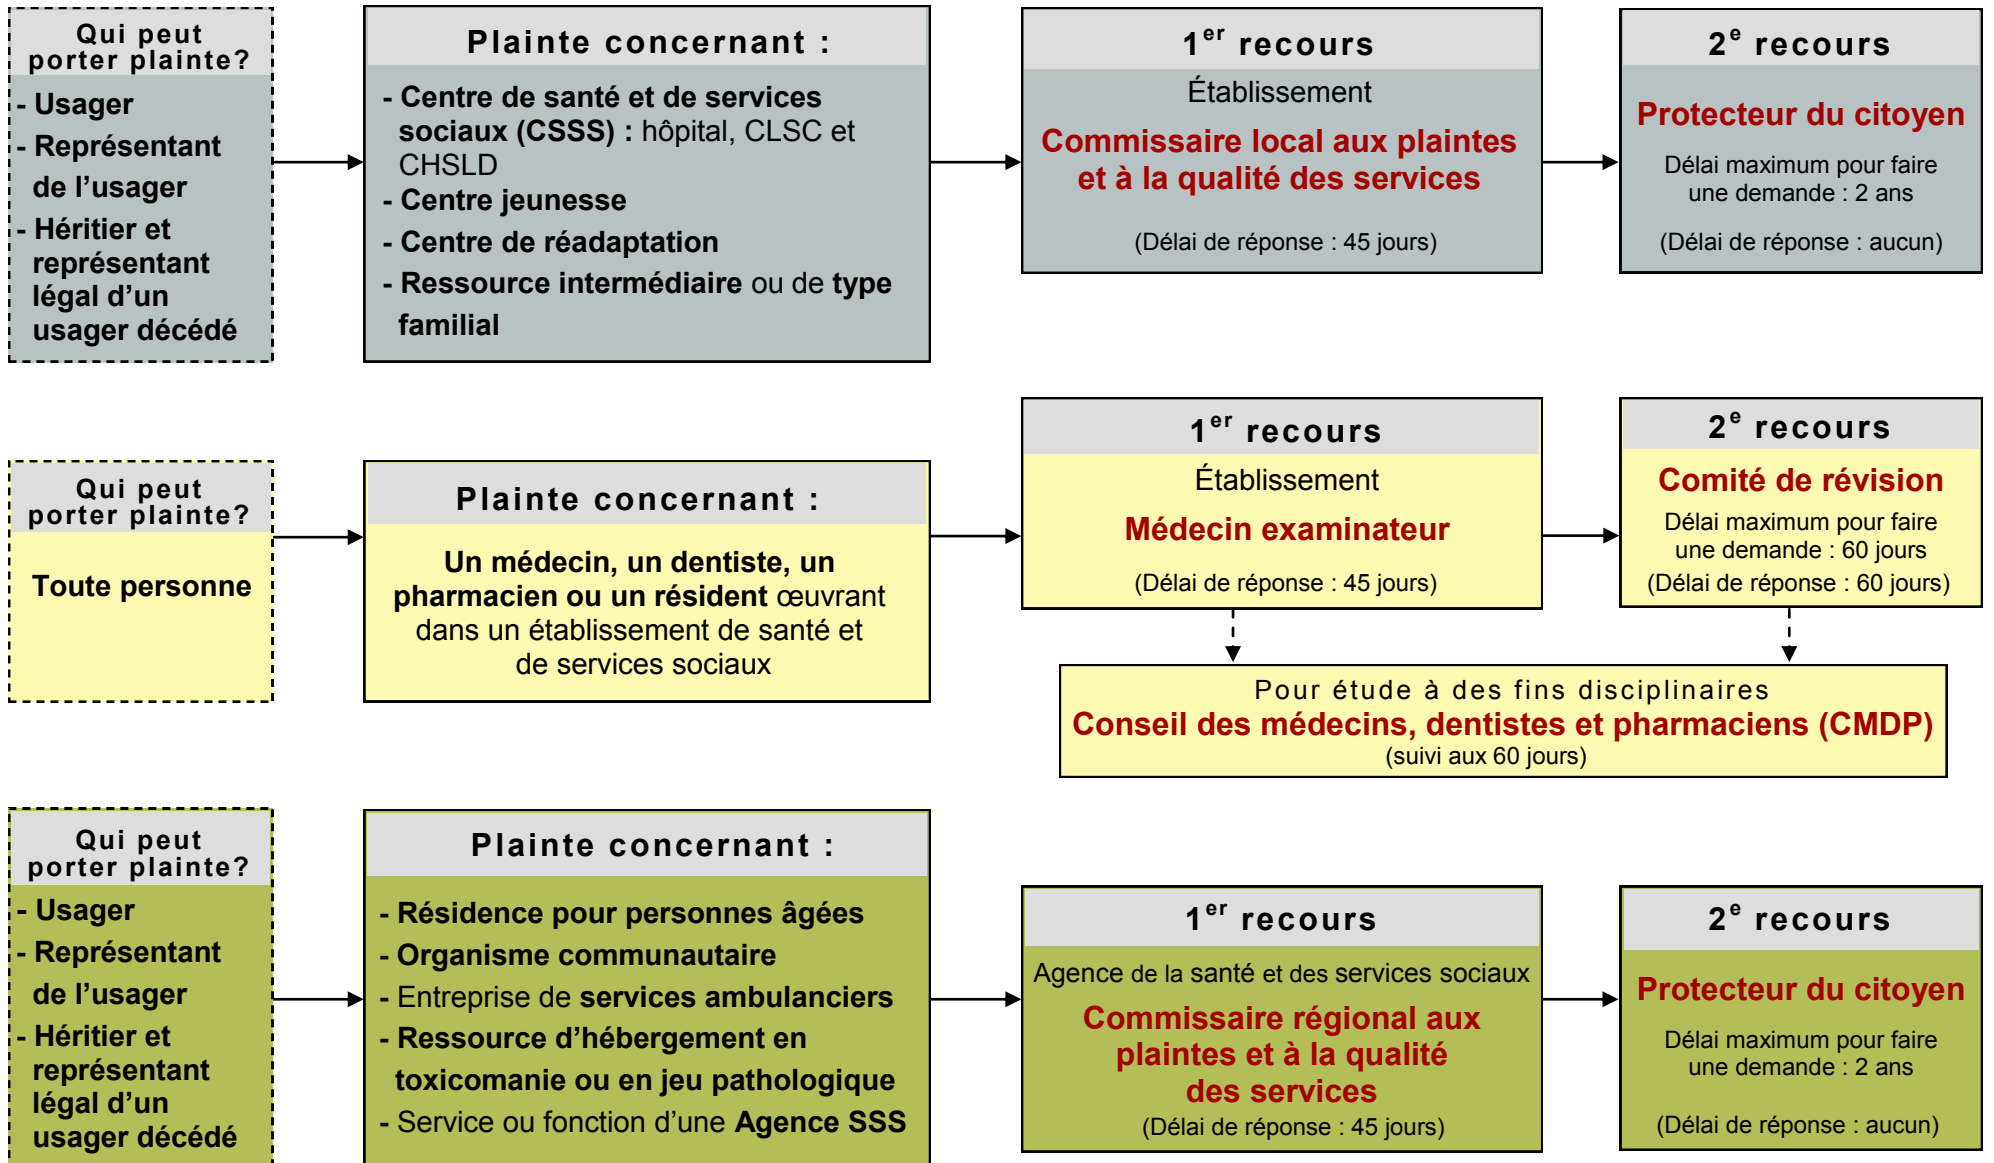 Qui peut
porter plainte?
- Usager
- Représentant
de l'usager
- Héritier et
représentant
légal d'un
usager décédé
Plainte concernant :
- Centre de santé et de services
sociaux (CSSS) : hôpital, CLSC et
CHSLD
- Centre jeunesse
- Centre de réadaptation
- Ressource intermédiaire ou de type
familial
1er recours
Établissement
Commissaire local aux plaintes
et à la qualité des services
(Délai de réponse : 45 jours)
2e recours
Protecteur du citoyen
Délai maximum pour faire
une demande : 2 ans
(Délai de réponse : aucun)
Qui peut
porter plainte?
Toute personne
Plainte concernant :
Un médecin, un dentiste, un
pharmacien ou un résident œuvrant
dans un établissement de santé et
de services sociaux
1er recours
Établissement
Médecin examinateur
(Délai de réponse : 45 jours)
2e recours
Comité de révision
Délai maximum pour faire
une demande : 60 jours
(Délai de réponse : 60 jours)
Pour étude à des fins disciplinaires
Conseil des médecins, dentistes et pharmaciens (CMDP)
(suivi aux 60 jours)
Qui peut
porter plainte?
- Usager
- Représentant
de l'usager
- Héritier et
représentant
légal d'un
usager décédé
Plainte concernant :
- Résidence pour personnes âgées
- Organisme communautaire
- Entreprise de services ambulanciers
- Ressource d'hébergement en
toxicomanie ou en jeu pathologique
- Service ou fonction d'une Agence SSS
1er recours
Agence de la santé et des services sociaux
Commissaire régional aux
plaintes et à la qualité
des services
(Délai de réponse : 45 jours)
2e recours
Protecteur du citoyen
Délai maximum pour faire
une demande : 2 ans
(Délai de réponse : aucun)